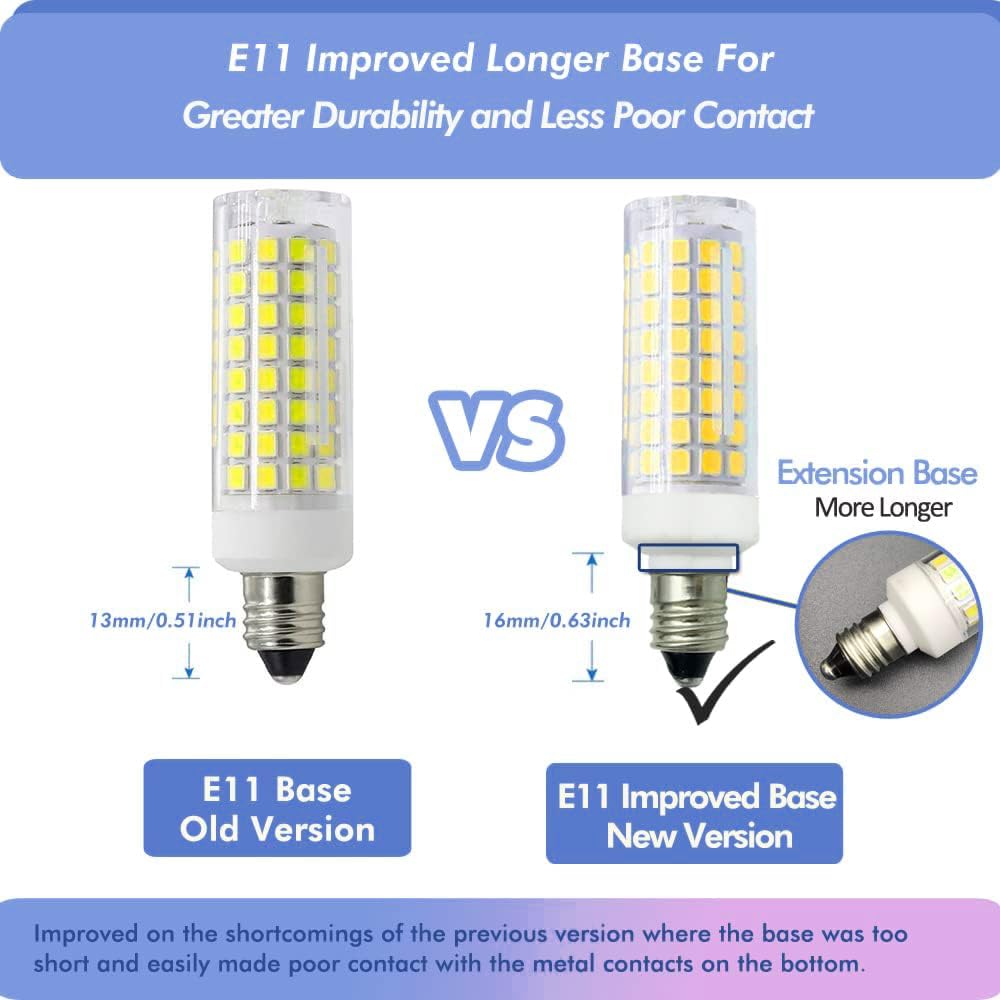 E11 Improved Longer Base For
Greater Durability and Less Poor Contact
VS
Extension Base
More Longer
13mm/0.51inch
16mm/0.63inch
E11 Base
Old Version
E11 Improved Base
New Version
Improved on the shortcomings of the previous version where the base was too
short and easily made poor contact with the metal contacts on the bottom.